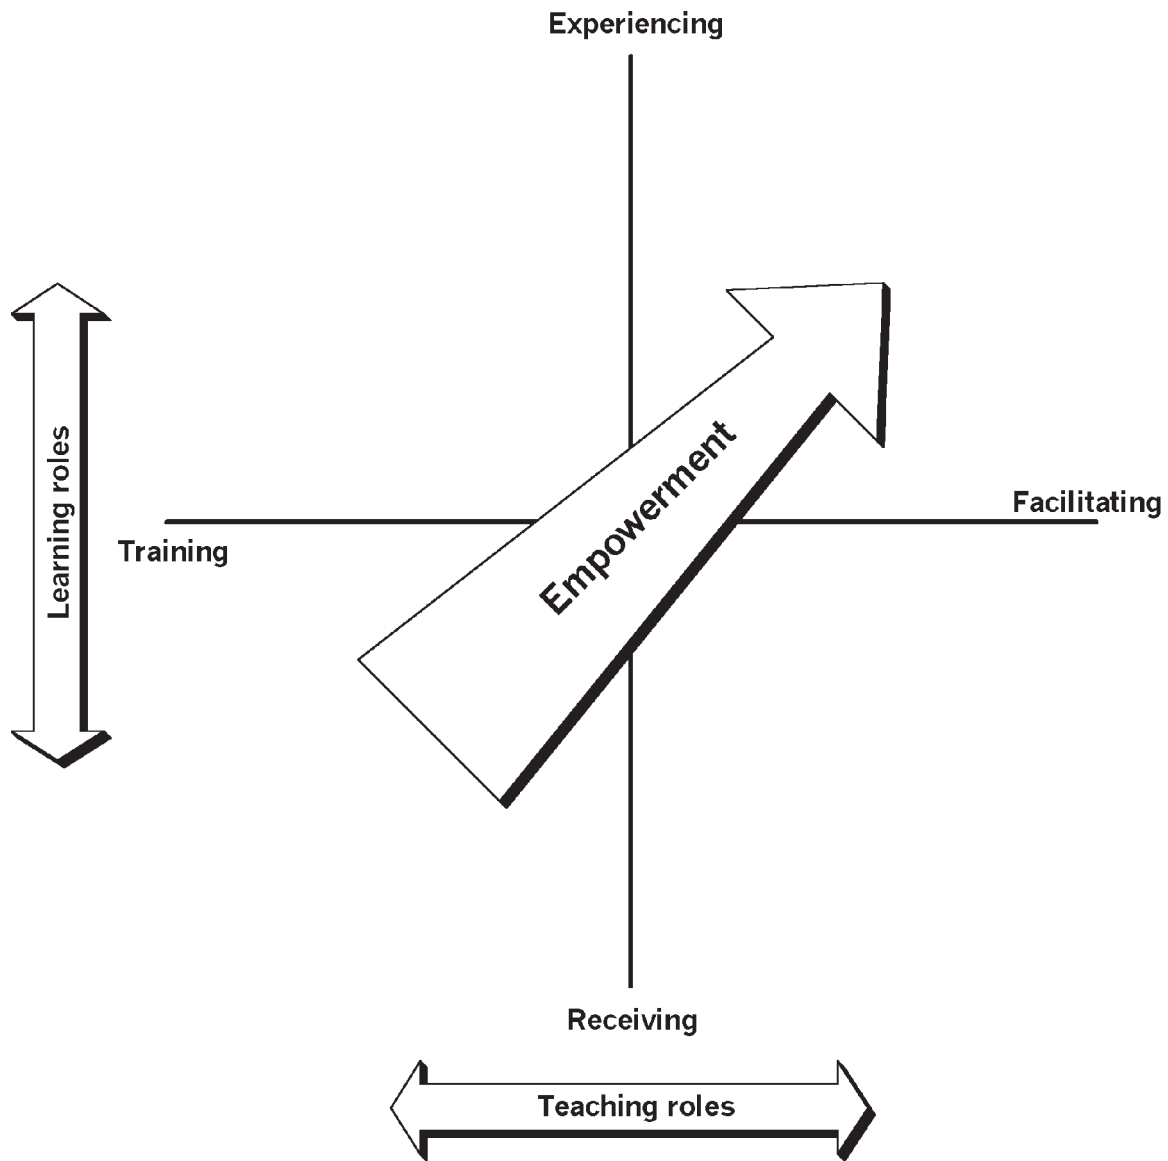 Experiencing
Facilitating
Training
Learning roles
Empowerment
Receiving
Teaching roles